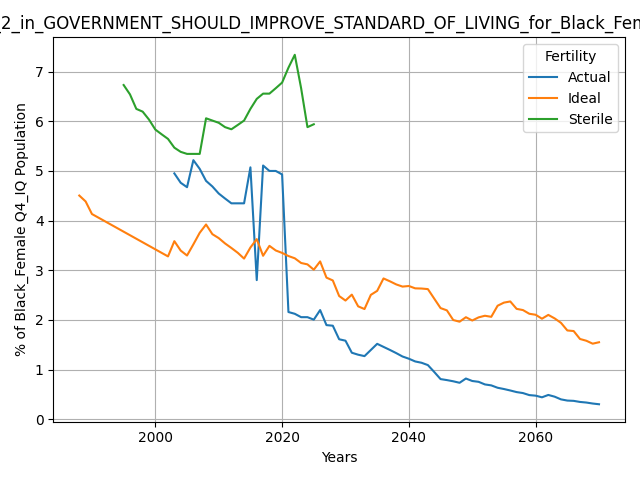 _2_in_GOVERNMENT_SHOULD_IMPROVE_STANDARD_OF_LIVING_for_Black_Fem
Fertility
Actual
Ideal
Sterile
% of Black_Female Q4_IQ Population
7
6
5
4
3
2
1
0
2000 2020 2040 2060
Years